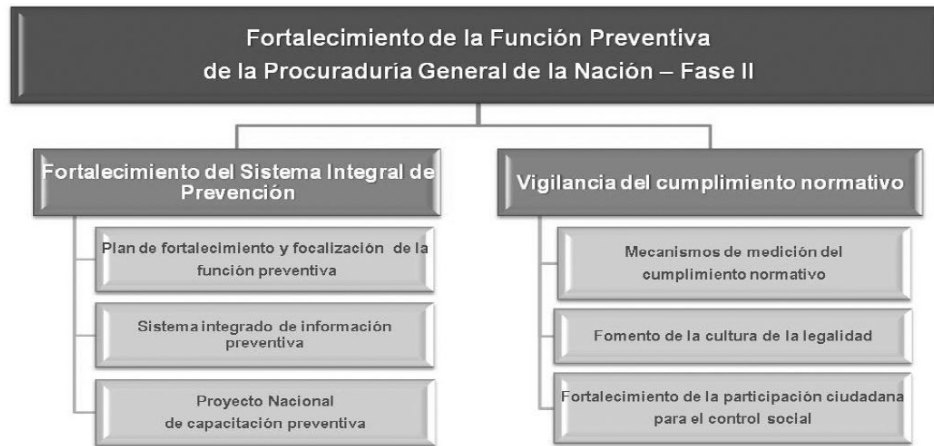 Fortalecimiento de la Función Preventiva
de la Procuraduría General de la Nación – Fase II
Fortalecimiento del Sistema Integral de
Prevención
Plan de fortalecimiento y focalización de la
función preventiva
Sistema integrado de información
preventiva
Proyecto Nacional
de capacitación preventiva
Vigilancia del cumplimiento normativo
Mecanismos de medición del
cumplimiento normativo
Fomento de la cultura de la legalidad
Fortalecimiento de la participación ciudadana
para el control social